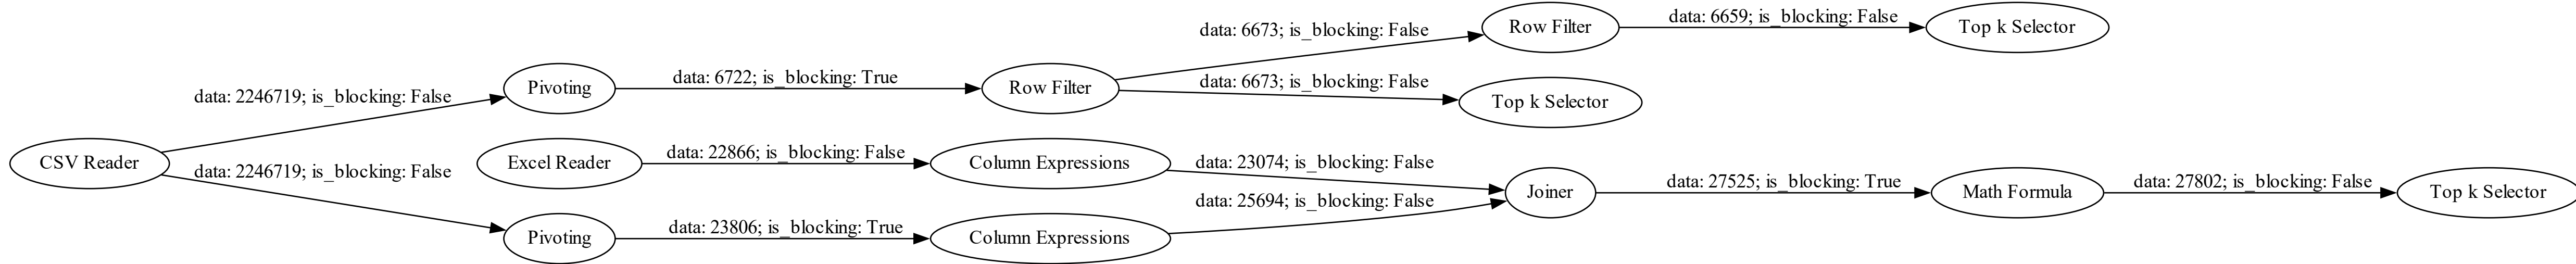 data: 6659; is_blocking: False
Row Filter
Top k Selector
data: 6673; is_blocking: False
data: 6722; is_blocking: True
data: 6673; is_blocking: False
Pivoting
Row Filter
data: 2246719; is_blocking: False
Top k Selector
data: 22866; is_blocking: False
CSV Reader
Excel Reader
Column Expressions
data: 23074; is_blocking: False
data: 2246719; is_blocking: False
data: 27525; is_blocking: True
data: 27802; is_blocking: False
Joiner
Math Formula
Top k Selector
data: 25694; is_blocking: False
data: 23806; is_blocking: True
Pivoting
Column Expressions